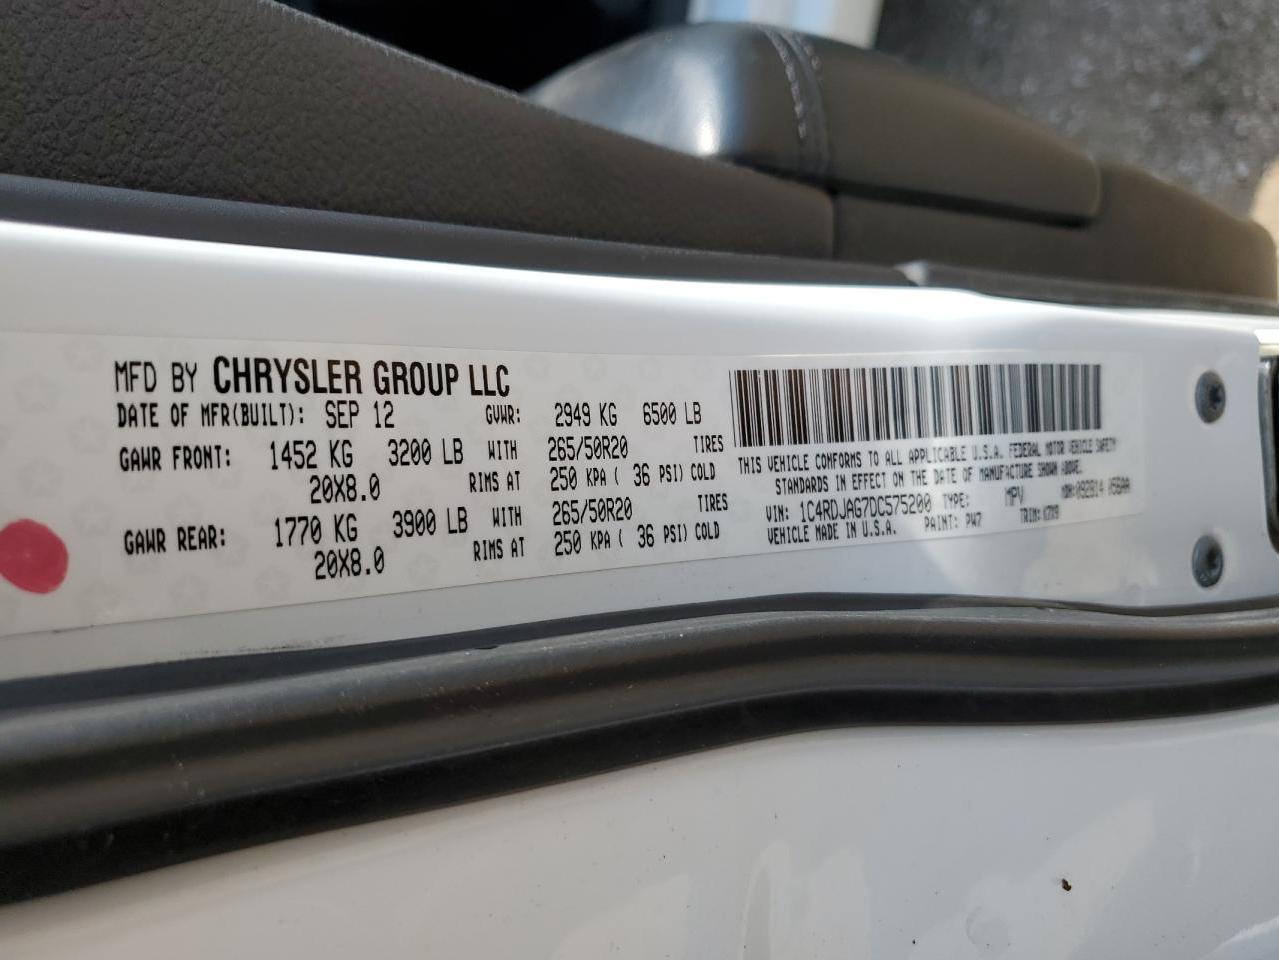 MFD BY CHRYSLER GROUP LLC
DATE OF MFR(BUILT): SEP 12 GVWR: 2949 KG 6500 LB
GAWR FRONT: 1452 KG 3200 LB WITH 265/50R20 TIRES
20X8.0 RIMS AT 250 KPA ( 36 PSI) COLD
GAWR REAR: 1770 KG 3900 LB WITH 265/50R20 TIRES
20X8.0 RIMS AT 250 KPA ( 36 PSI) COLD
THIS VEHICLE CONFORMS TO ALL APPLICABLE U.S.A. FEDERAL MOTOR VEHICLE SAFETY
STANDARDS IN EFFECT ON THE DATE OF MANUFACTURE SHOWN ABOVE.
VIN: 1C4RDJAG7DC575200 TYPE: MPV
VEHICLE MADE IN U.S.A. PAINT: PW7 TRIM: